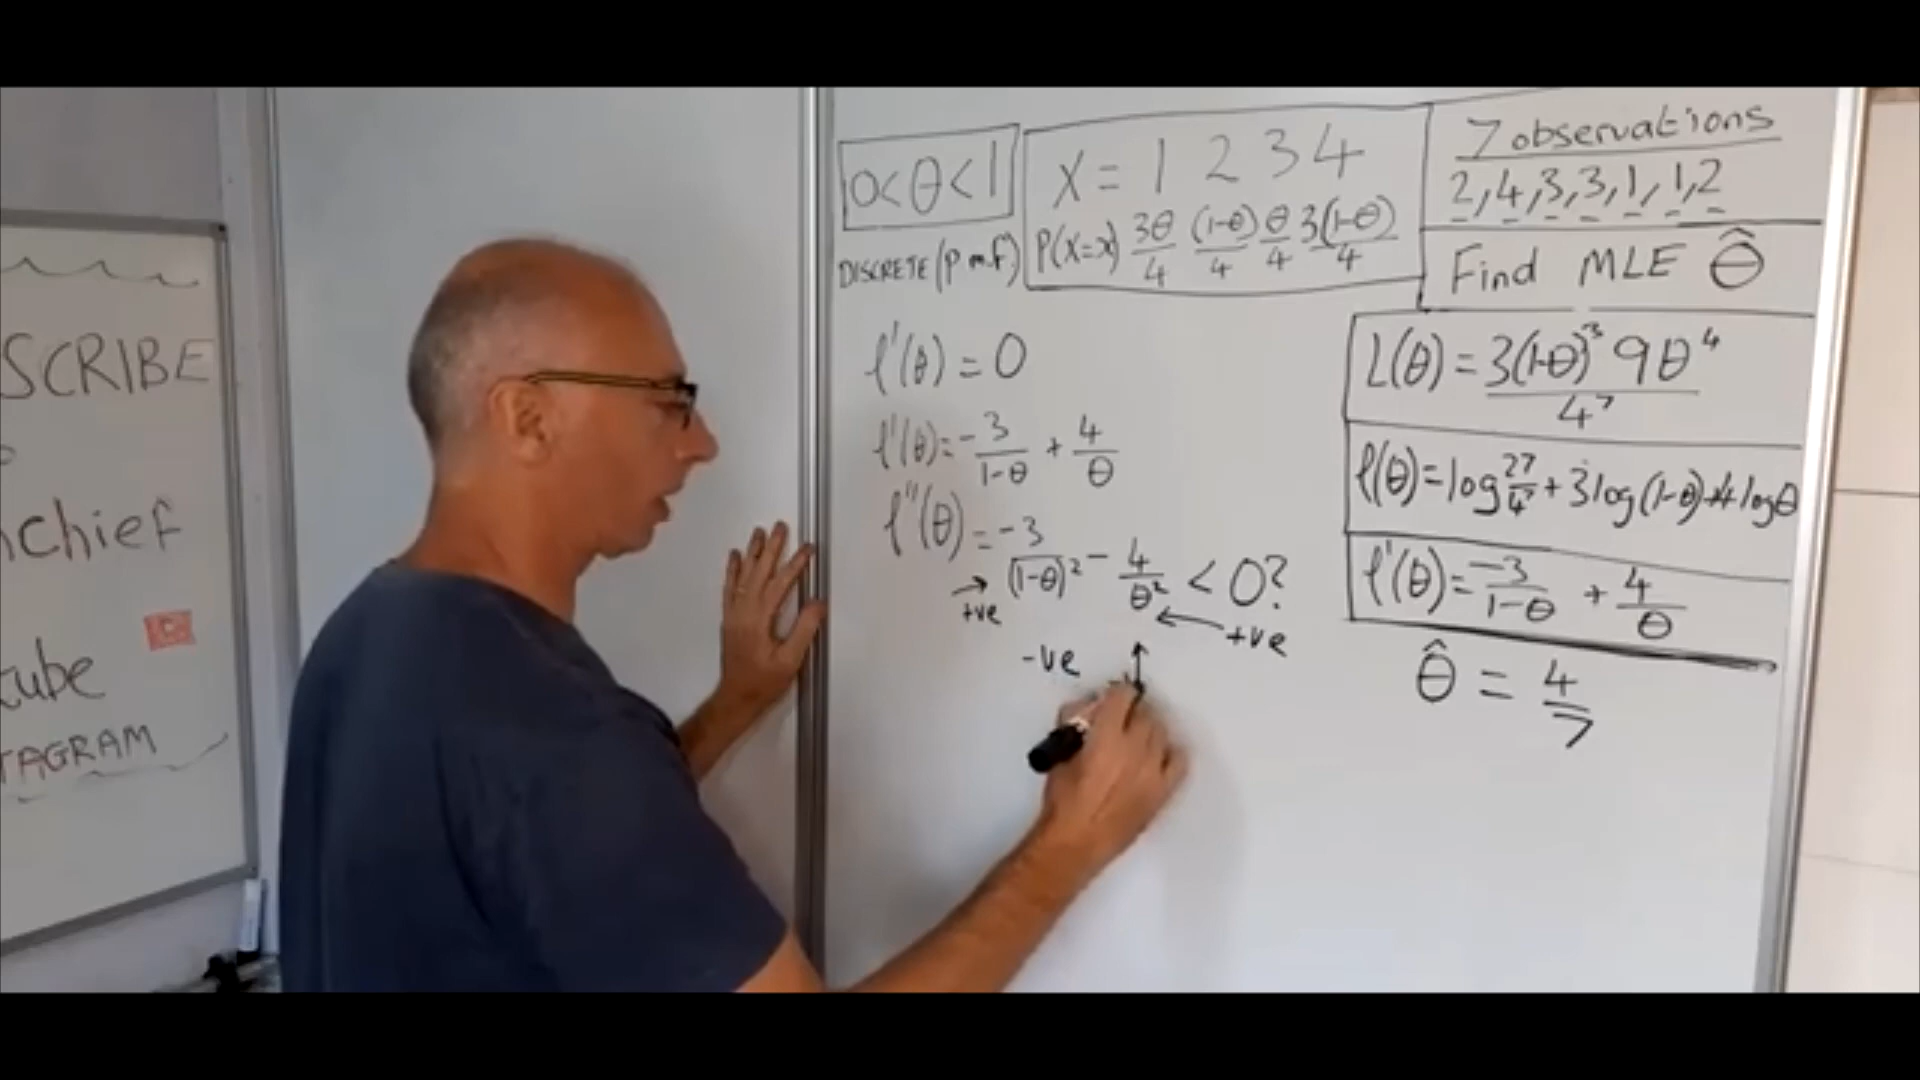 SCRIBE
chief
tube
TAGRAM
0<θ<1
DISCRETE (p m.f.)
X = 1 2 3 4
P(X=x) 3θ/4 (1-θ)/4 θ/4 3(1-θ)/4
7 observations
2,4,3,3,1,1,2
Find MLE θ̂
l'(θ) = 0
l'(θ) = -3/(1-θ) + 4/θ
l''(θ) = -3/(1-θ)² - 4/θ² < 0?
+ve
+ve
-ve
L(θ) = 3(1-θ)³ 9θ⁴/4⁷
l(θ) = log 27/4⁷ + 3log(1-θ) + 4logθ
l'(θ) = -3/(1-θ) + 4/θ
θ̂ = 4/7